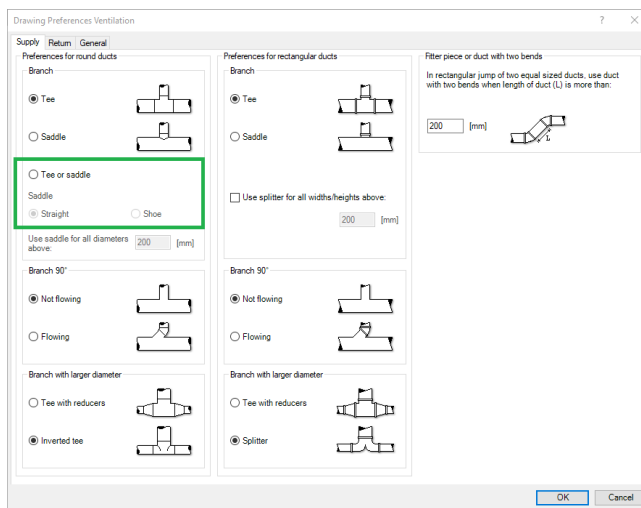 Drawing Preferences Ventilation
?
Supply Return General
Preferences for round ducts
Branch
Tee
Saddle
Tee or saddle
Saddle
Straight Shoe
Use saddle for all diameters
above:
200 [mm]
Branch 90°
Not flowing
Flowing
Branch with larger diameter
Tee with reducers
Inverted tee
Preferences for rectangular ducts
Branch
Tee
Saddle
Use splitter for all widths/heights above:
200 [mm]
Branch 90°
Not flowing
Flowing
Branch with larger diameter
Tee with reducers
Splitter
Fitter piece or duct with two bends
In rectangular jump of two equal sized ducts, use duct
with two bends when length of duct (L) is more than:
200 [mm]
L
OK Cancel